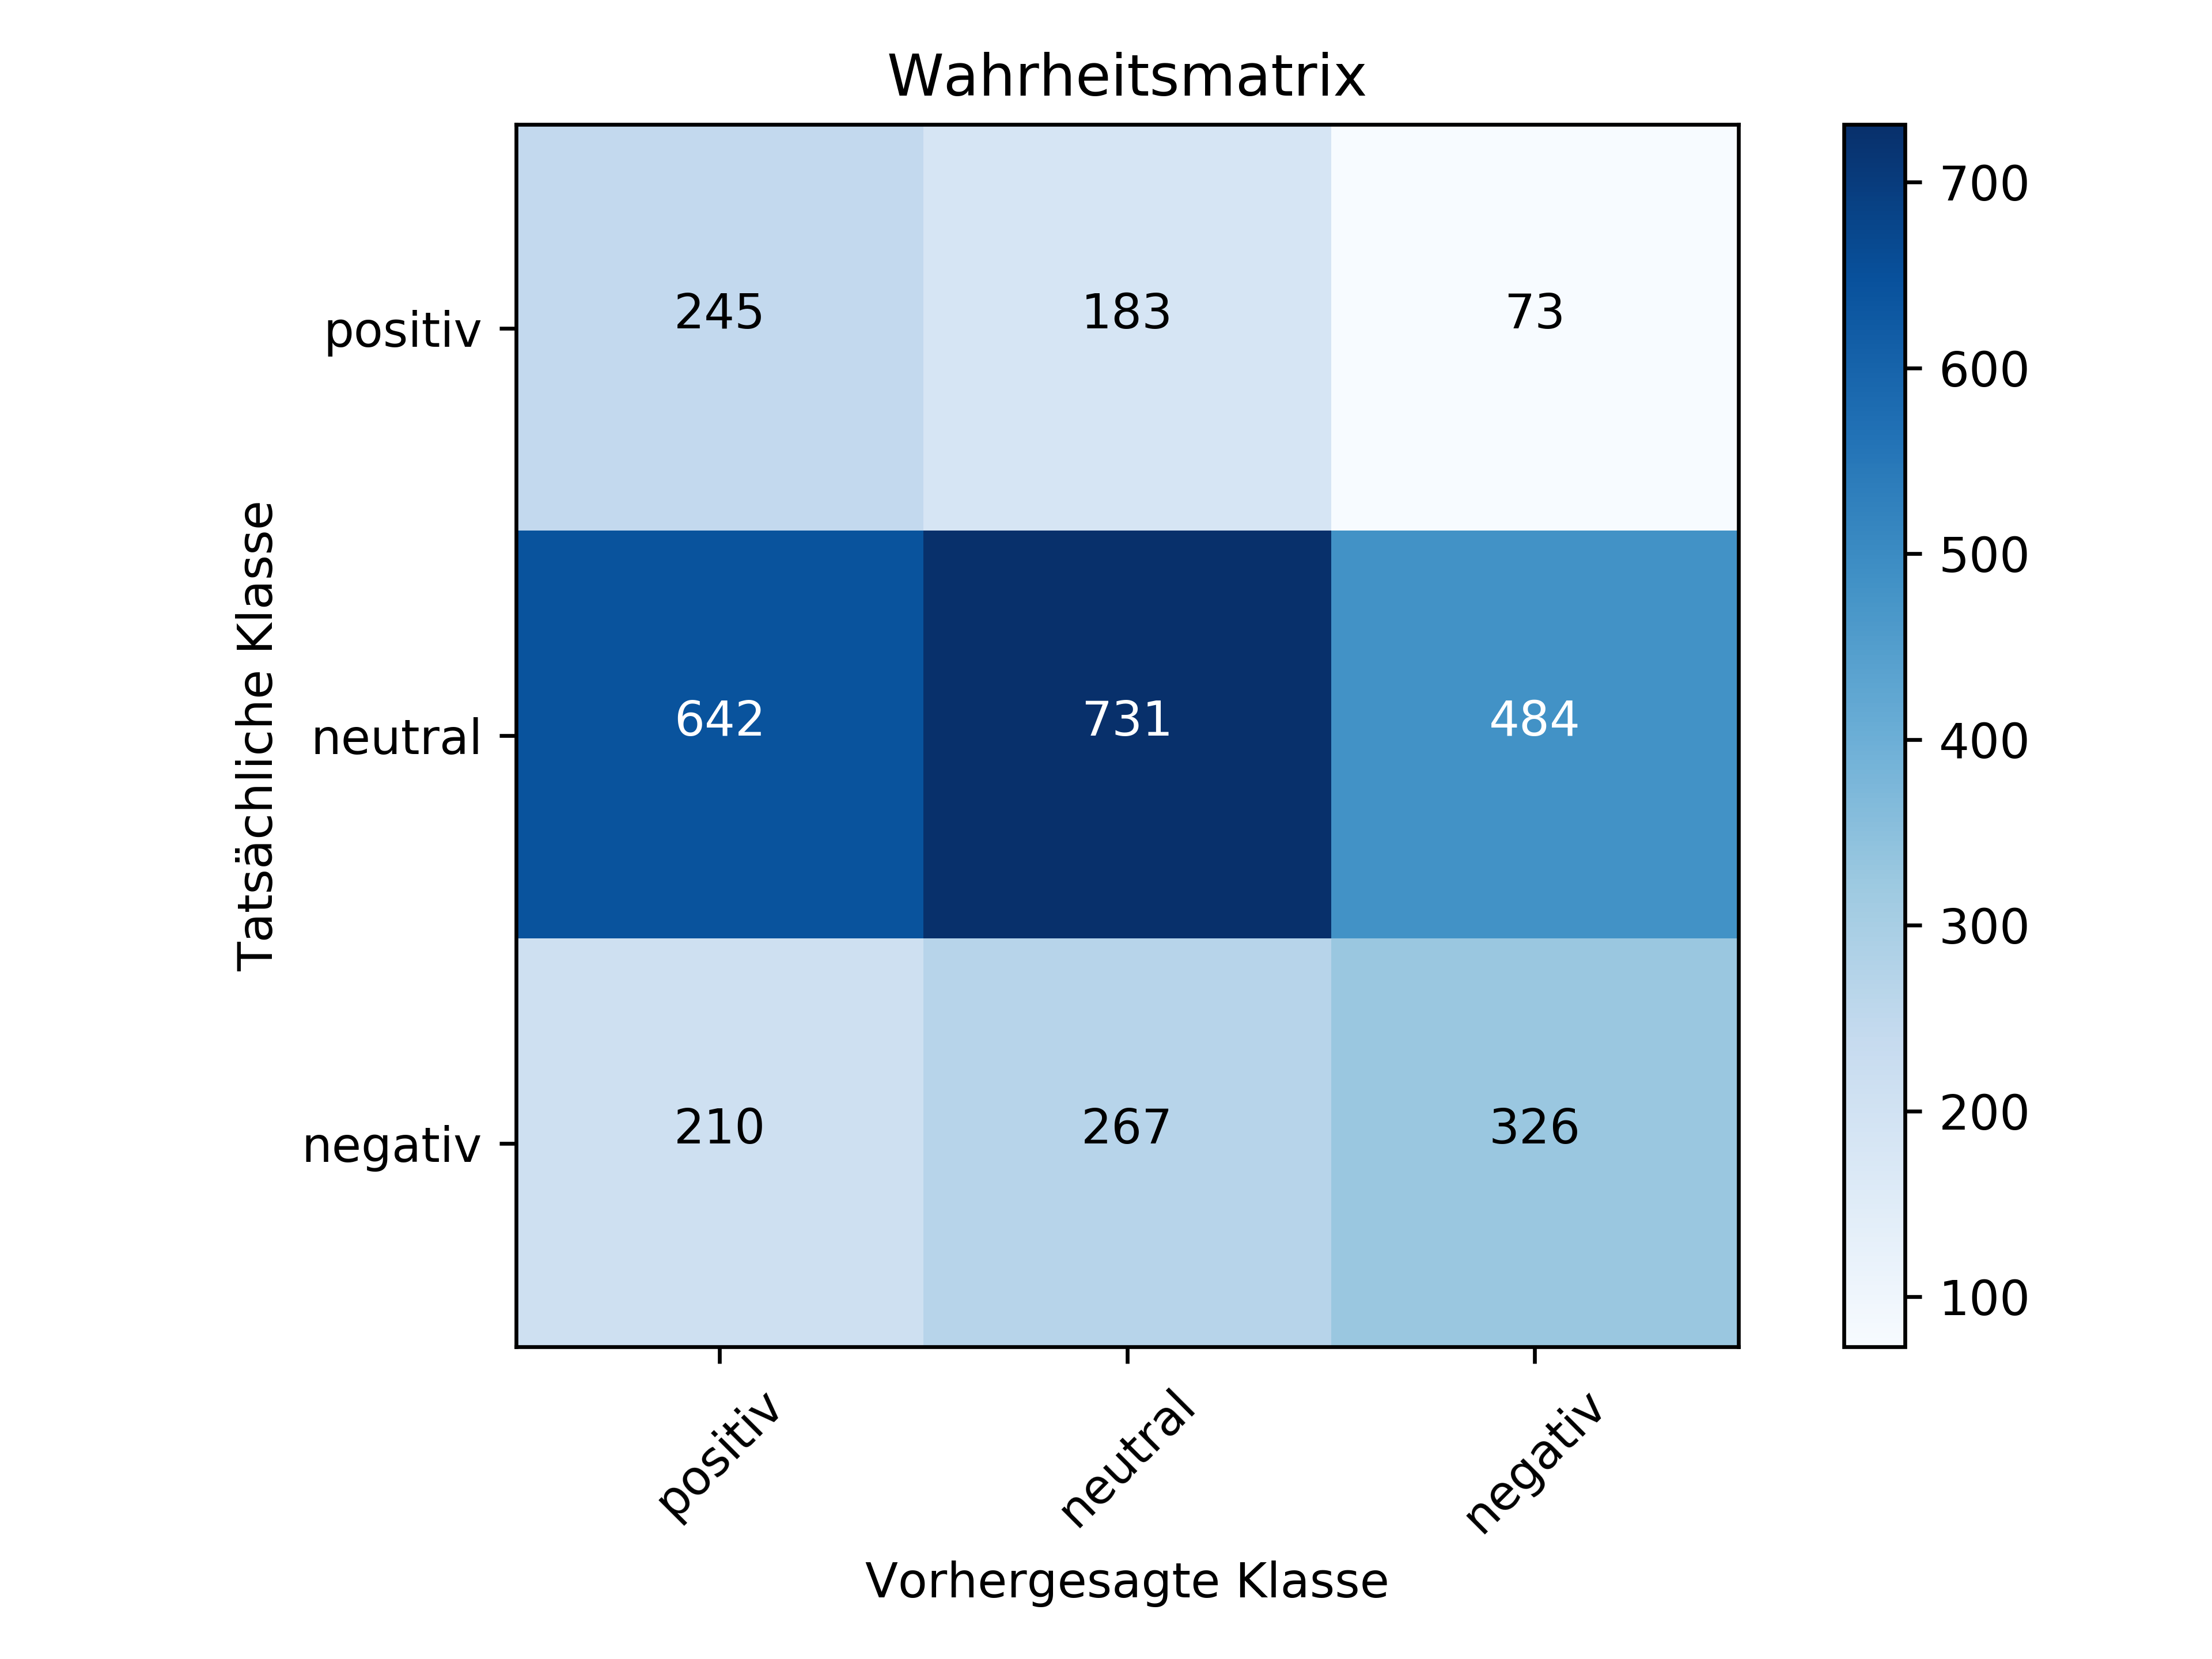 Wahrheitsmatrix
Tatsächliche Klasse
positiv
245 183 73
neutral
642 731 484
negativ
210 267 326
positiv neutral negativ
Vorhergesagte Klasse
700
600
500
400
300
200
100